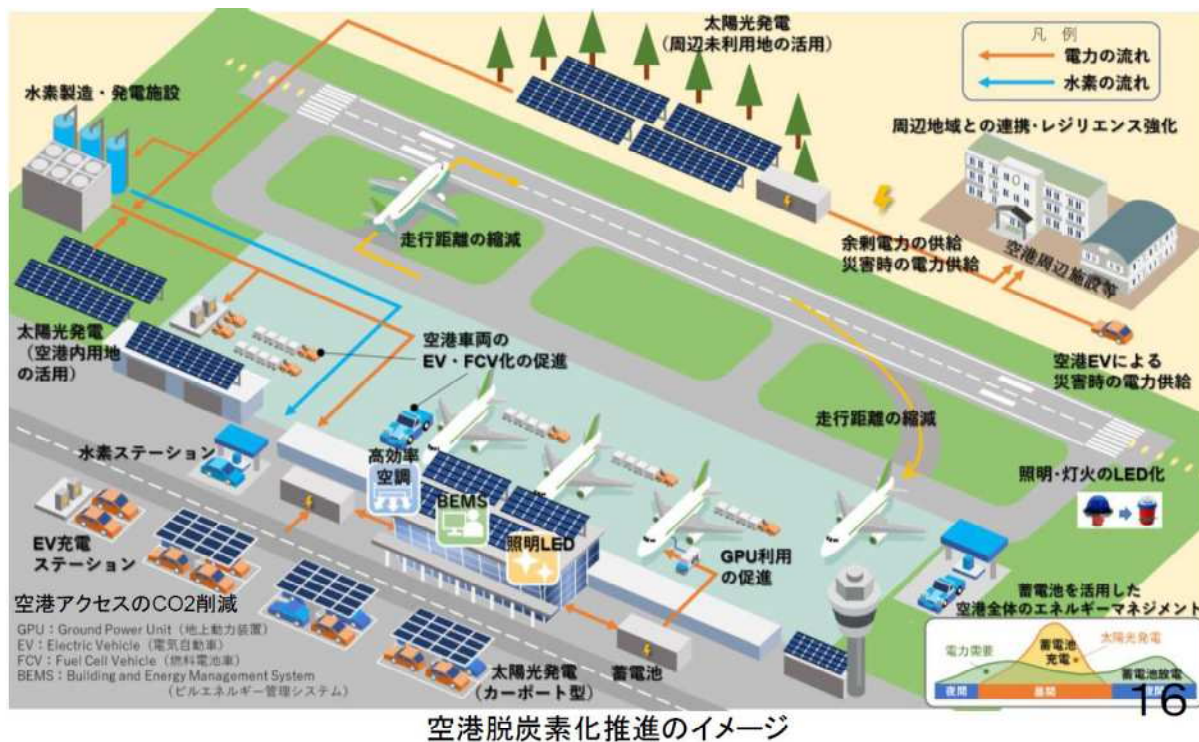 太陽光発電
(周辺未利用地の活用)
凡 例
電力の流れ
水素の流れ
水素製造・発電施設
周辺地域との連携・レジリエンス強化
走行距離の縮減
余剰電力の供給
災害時の電力供給
空港周辺施設等
太陽光発電
(空港内用地
の活用)
空港車両の
EV・FCV化の促進
空港EVによる
災害時の電力供給
走行距離の縮減
水素ステーション
高効率
空調
BEMS
照明LED
照明・灯火のLED化
EV充電
ステーション
GPU利用
の促進
空港アクセスのCO2削減
GPU:Ground Power Unit(地上動力装置)
EV:Electric Vehicle(電気自動車)
FCV:Fuel Cell Vehicle(燃料電池車)
BEMS:Building and Energy Management System
(ビルエネルギー管理システム)
太陽光発電
(カーポート型)
蓄電池
蓄電池を活用した
空港全体のエネルギーマネジメント
電力需要
蓄電池
充電
太陽光発電
蓄電池放電
夜間
昼間
夜間
16
空港脱炭素化推進のイメージ